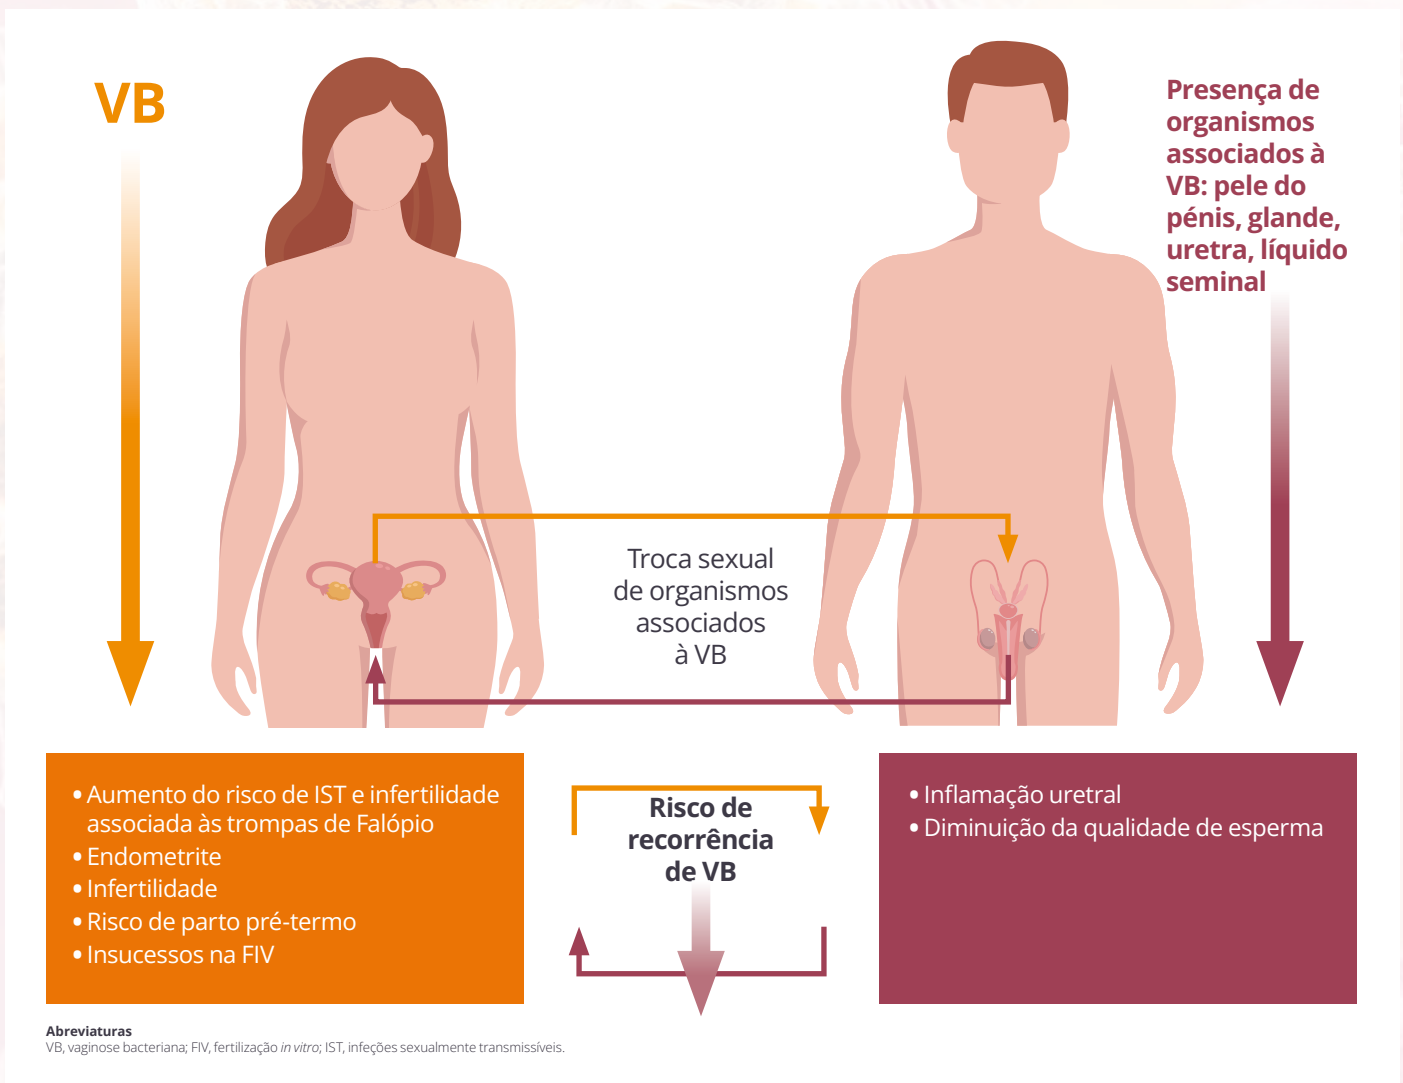 VB
Presença de
organismos
associados à
VB: pele do
pénis, glande,
uretra, líquido
seminal
Troca sexual
de organismos
associados
à VB
• Aumento do risco de IST e infertilidade
associada às trompas de Falópio
• Endometrite
• Infertilidade
• Risco de parto pré-termo
• Insucessos na FIV
Risco de
recorrência
de VB
• Inflamação uretral
• Diminuição da qualidade de esperma
Abreviaturas
VB, vaginose bacteriana; FIV, fertilização in vitro; IST, infeções sexualmente transmissíveis.